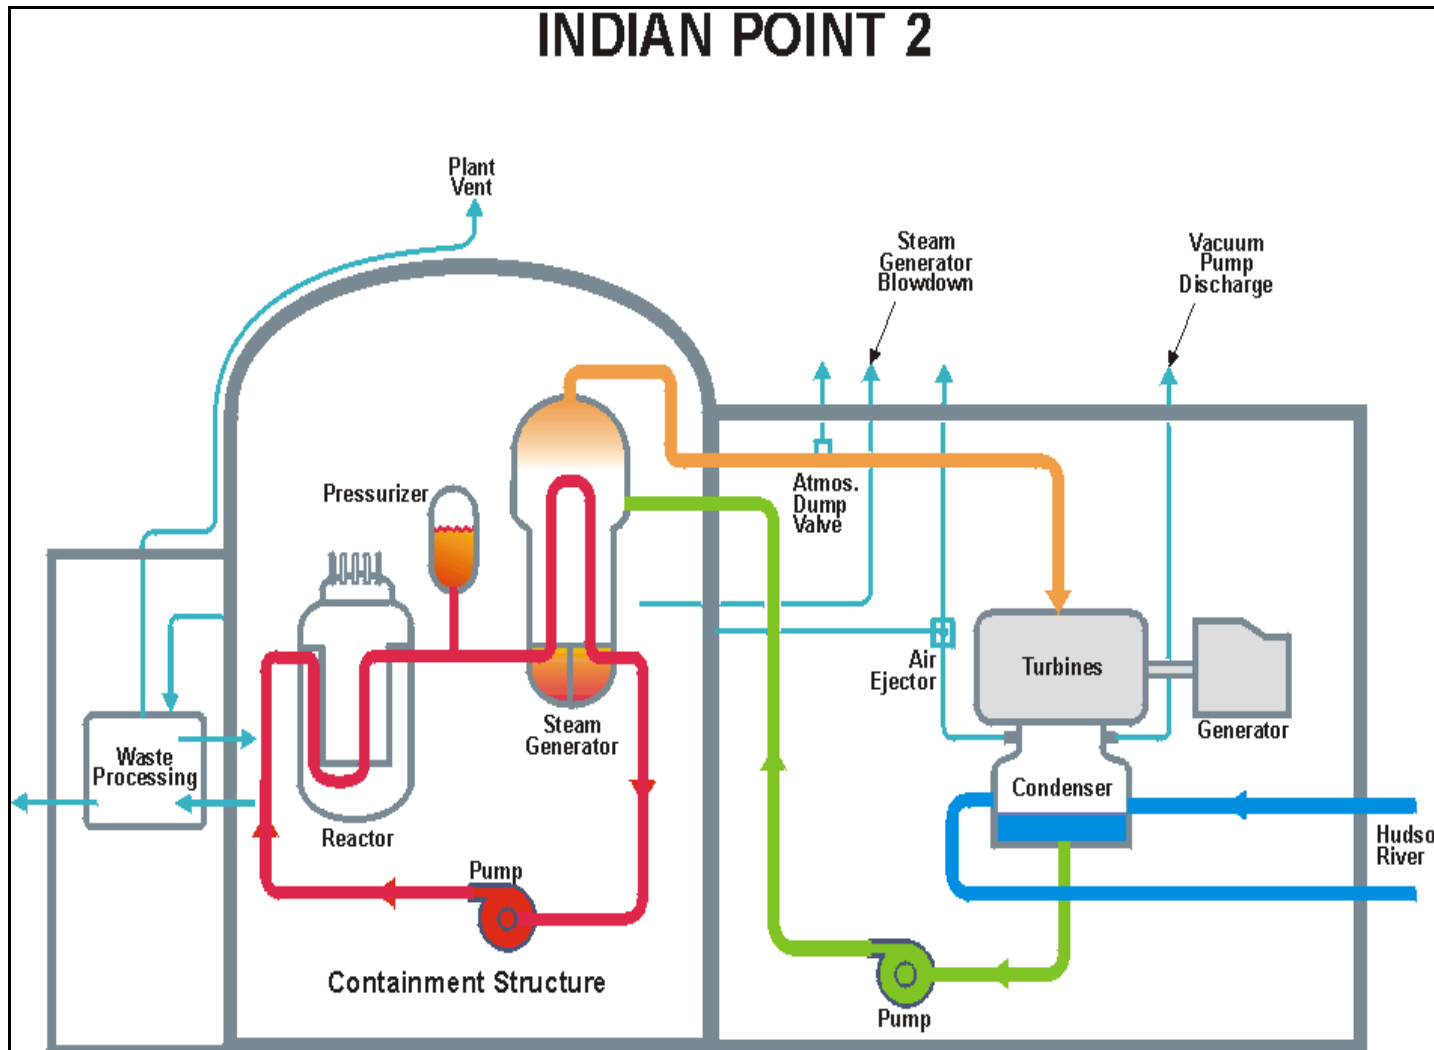 INDIAN POINT 2
Plant
Vent
Steam
Generator
Blowdown
Vacuum
Pump
Discharge
Pressurizer
Atmos.
Dump
Valve
Air
Ejector
Turbines
Generator
Steam
Generator
Waste
Processing
Condenser
Reactor
Hudso
River
Pump
Containment Structure
Pump